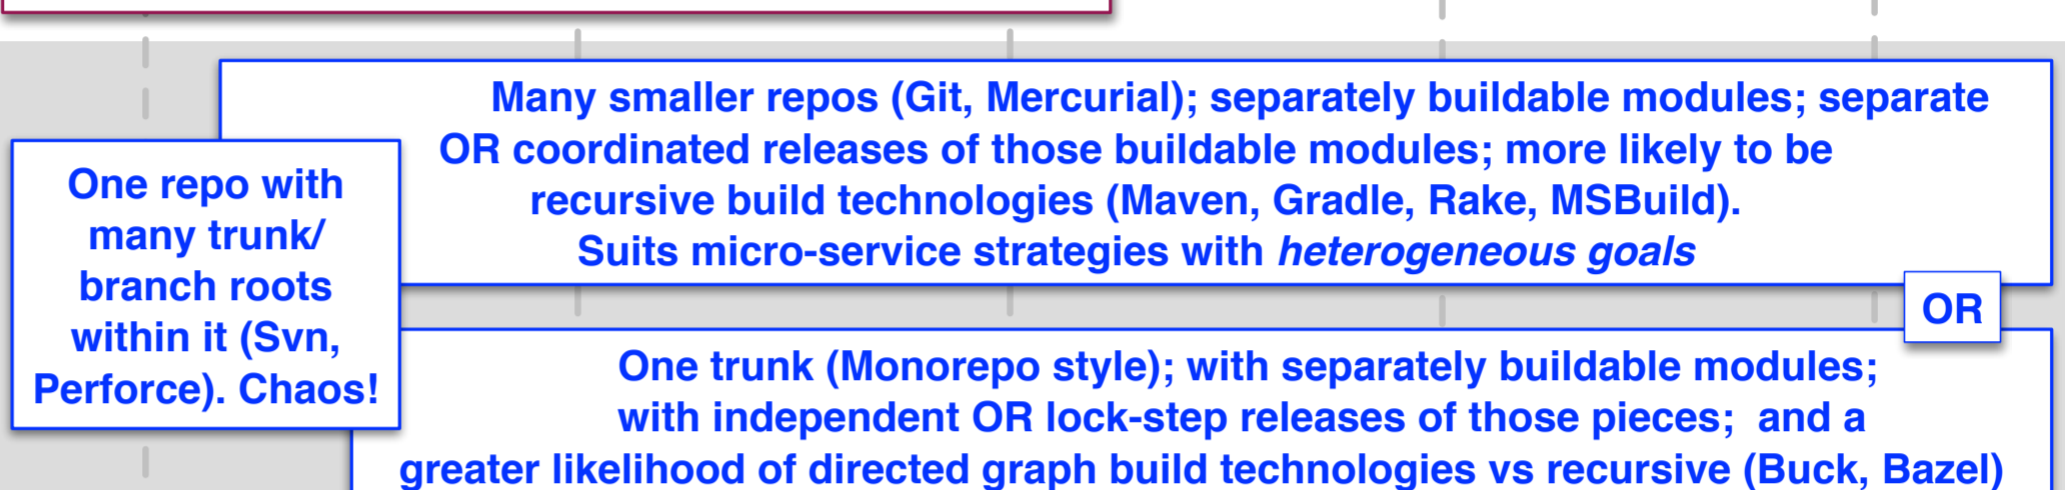 Many smaller repos (Git, Mercurial); separately buildable modules; separate
OR coordinated releases of those buildable modules; more likely to be
recursive build technologies (Maven, Gradle, Rake, MSBuild).
Suits micro-service strategies with heterogeneous goals
One repo with
many trunk/
branch roots
within it (Svn,
Perforce). Chaos!
OR
One trunk (Monorepo style); with separately buildable modules;
with independent OR lock-step releases of those pieces;  and a
greater likelihood of directed graph build technologies vs recursive (Buck, Bazel)